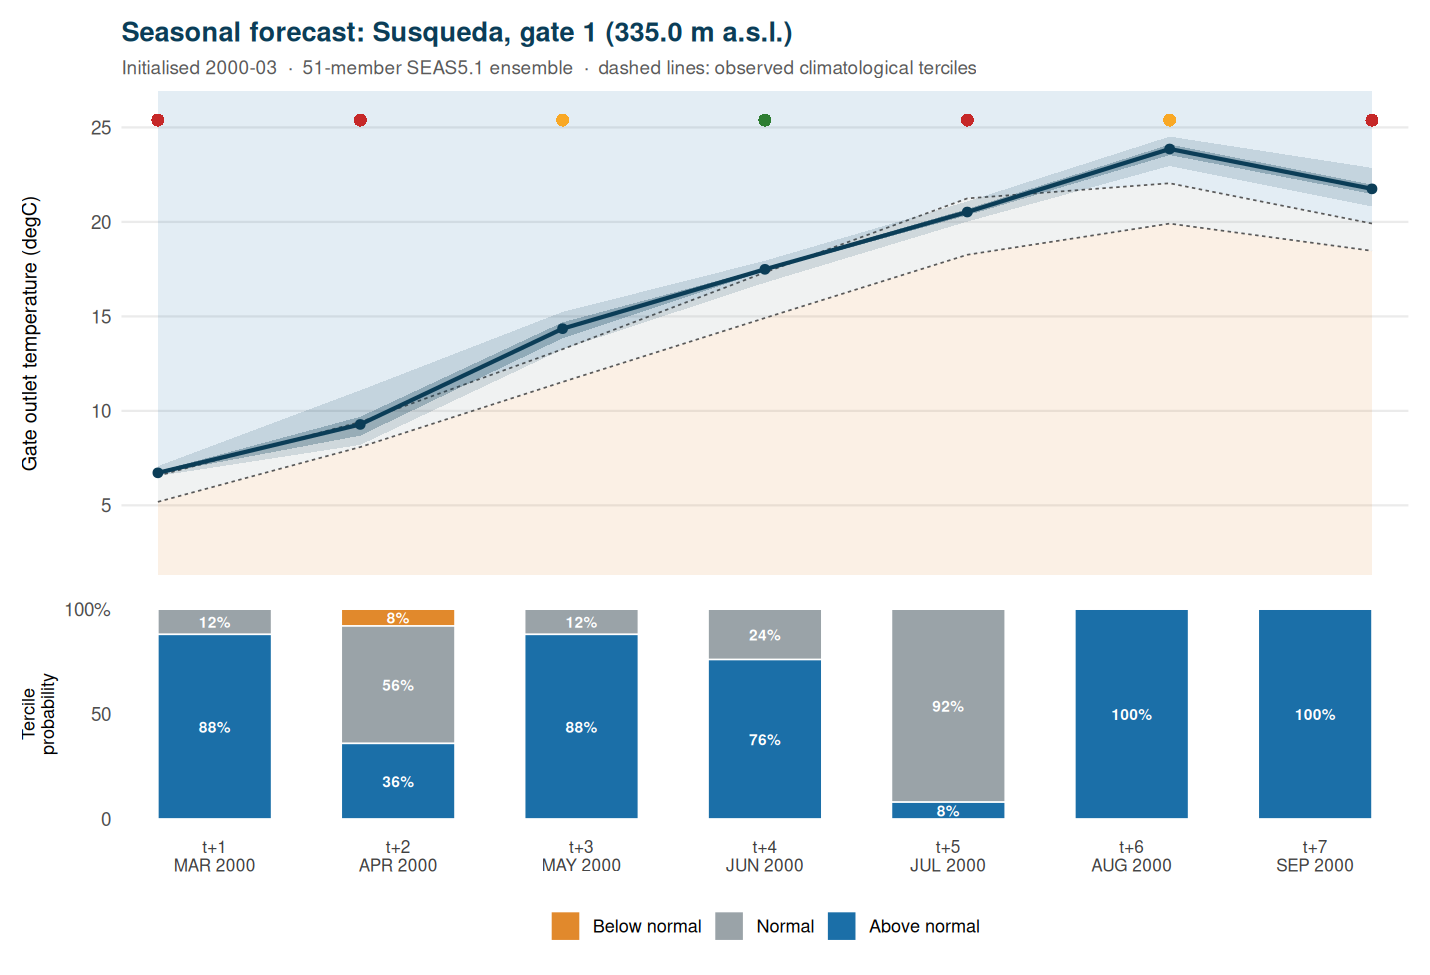 Seasonal forecast: Susqueda, gate 1 (335.0 m a.s.l.)
Initialised 2000-03 · 51-member SEAS5.1 ensemble · dashed lines: observed climatological terciles
Gate outlet temperature (degC)
25
20
15
10
5
Tercile
probability
100%
50
0
12%
88%
8%
56%
36%
12%
88%
24%
76%
92%
8%
100%
100%
t+1
MAR 2000
t+2
APR 2000
t+3
MAY 2000
t+4
JUN 2000
t+5
JUL 2000
t+6
AUG 2000
t+7
SEP 2000
Below normal
Normal
Above normal